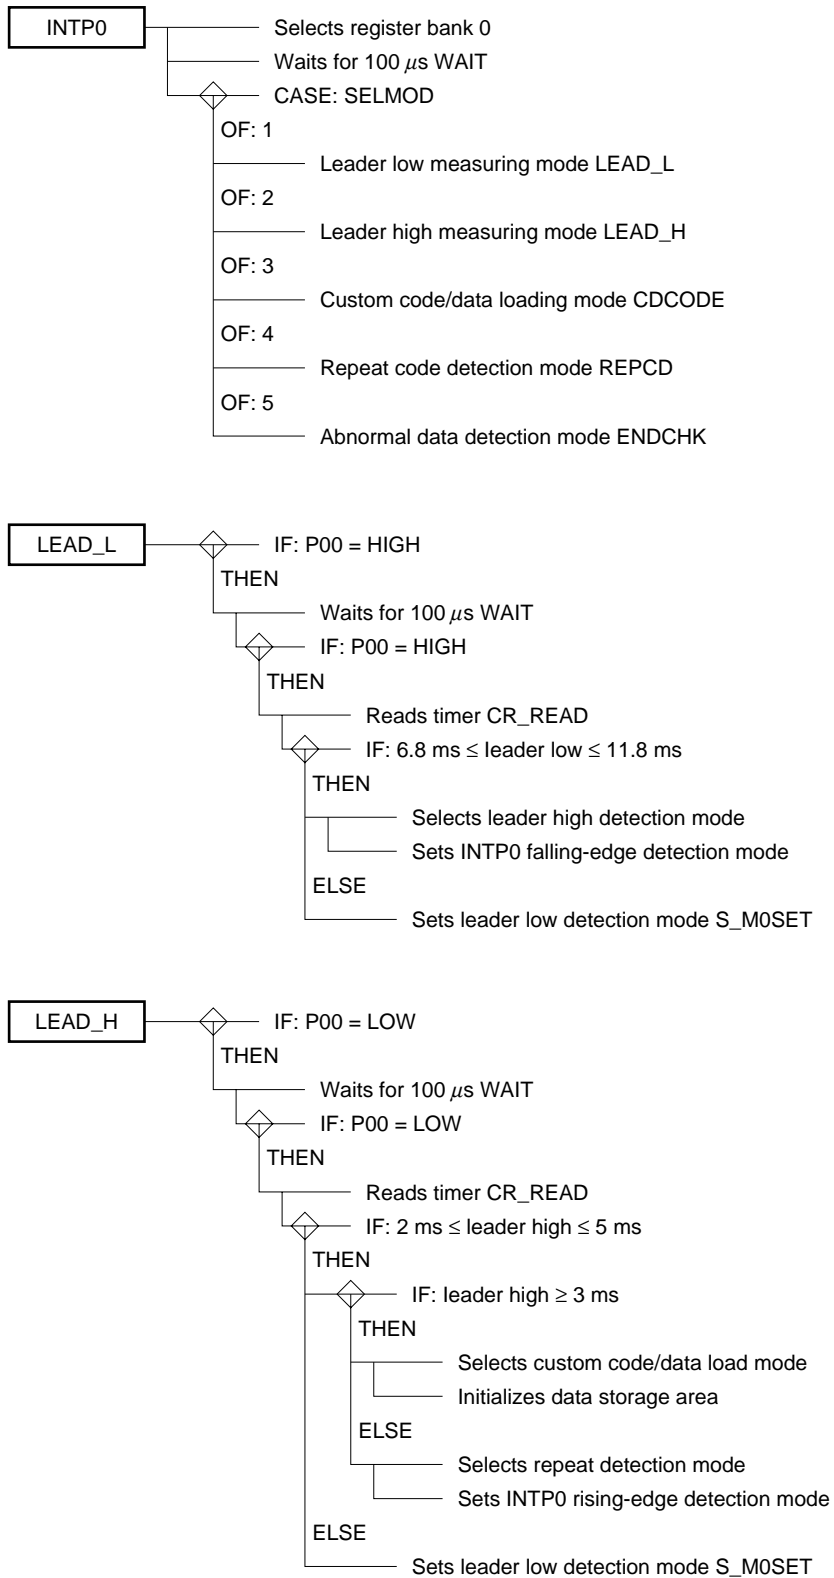 INTP0
Selects register bank 0
Waits for 100 μs WAIT
CASE: SELMOD
OF: 1
Leader low measuring mode LEAD_L
OF: 2
Leader high measuring mode LEAD_H
OF: 3
Custom code/data loading mode CDCODE
OF: 4
Repeat code detection mode REPCD
OF: 5
Abnormal data detection mode ENDCHK
LEAD_L
IF: P00 = HIGH
THEN
Waits for 100 μs WAIT
IF: P00 = HIGH
THEN
Reads timer CR_READ
IF: 6.8 ms ≤ leader low ≤ 11.8 ms
THEN
Selects leader high detection mode
Sets INTP0 falling-edge detection mode
ELSE
Sets leader low detection mode S_M0SET
LEAD_H
IF: P00 = LOW
THEN
Waits for 100 μs WAIT
IF: P00 = LOW
THEN
Reads timer CR_READ
IF: 2 ms ≤ leader high ≤ 5 ms
THEN
IF: leader high ≥ 3 ms
THEN
Selects custom code/data load mode
Initializes data storage area
ELSE
Selects repeat detection mode
Sets INTP0 rising-edge detection mode
ELSE
Sets leader low detection mode S_M0SET